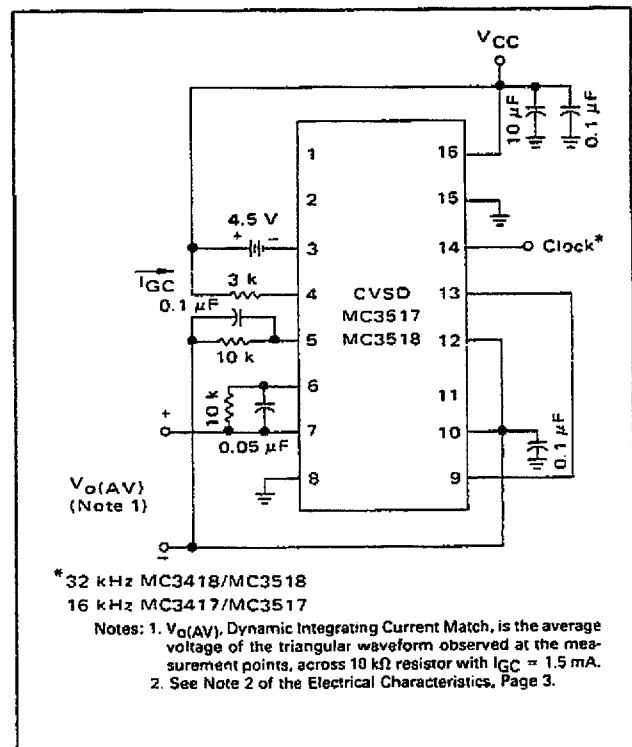 VCC
10 µF
0.1 µF
1
16
2
15
4.5 V
+ −
3
14
Clock*
IGC
3 k
0.1 µF
4
CVSD
13
MC3517
10 k
5
MC3518
12
6
11
10 k
+
7
10
0.05 µF
0.1 µF
8
9
Vo(AV)
(Note 1)
−
*32 kHz MC3418/MC3518
16 kHz MC3417/MC3517
Notes: 1. Vo(AV), Dynamic Integrating Current Match, is the average
voltage of the triangular waveform observed at the mea-
surement points, across 10 kΩ resistor with IGC = 1.5 mA.
2. See Note 2 of the Electrical Characteristics, Page 3.